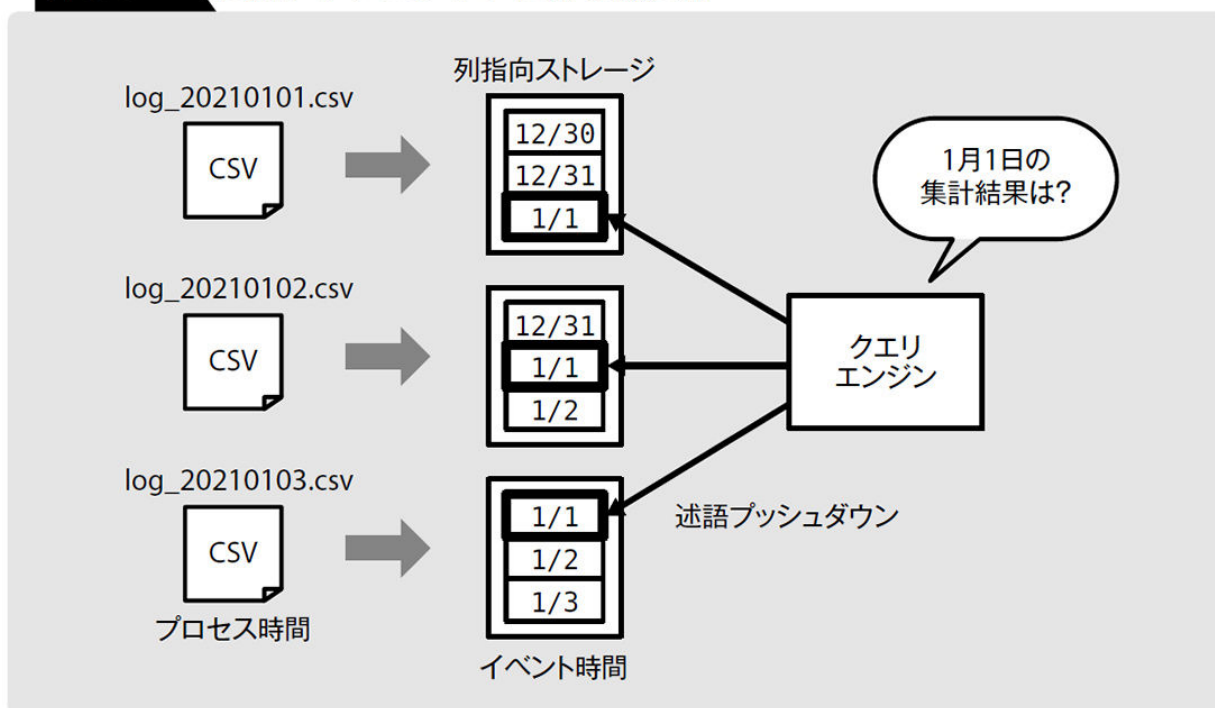 列指向ストレージ
log_20210101.csv
CSV
12/30
12/31
1/1
1月1日の
集計結果は?
log_20210102.csv
CSV
12/31
1/1
1/2
クエリ
エンジン
log_20210103.csv
CSV
1/1
1/2
1/3
述語プッシュダウン
プロセス時間
イベント時間